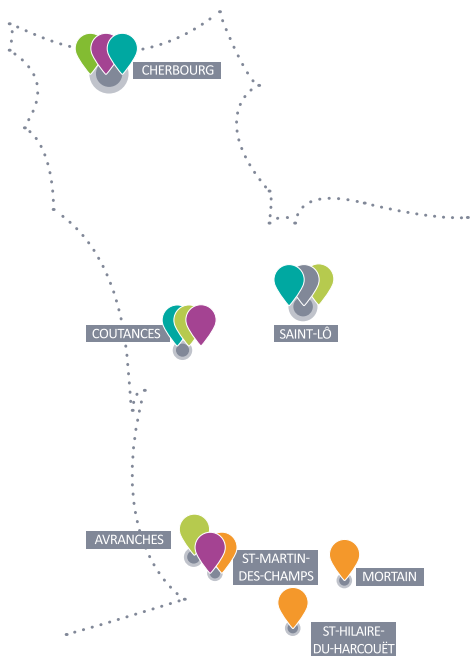 CHERBOURG
SAINT-LÔ
COUTANCES
AVRANCHES
ST-MARTIN-
DES-CHAMPS
MORTAIN
ST-HILAIRE-
DU-HARCOUËT